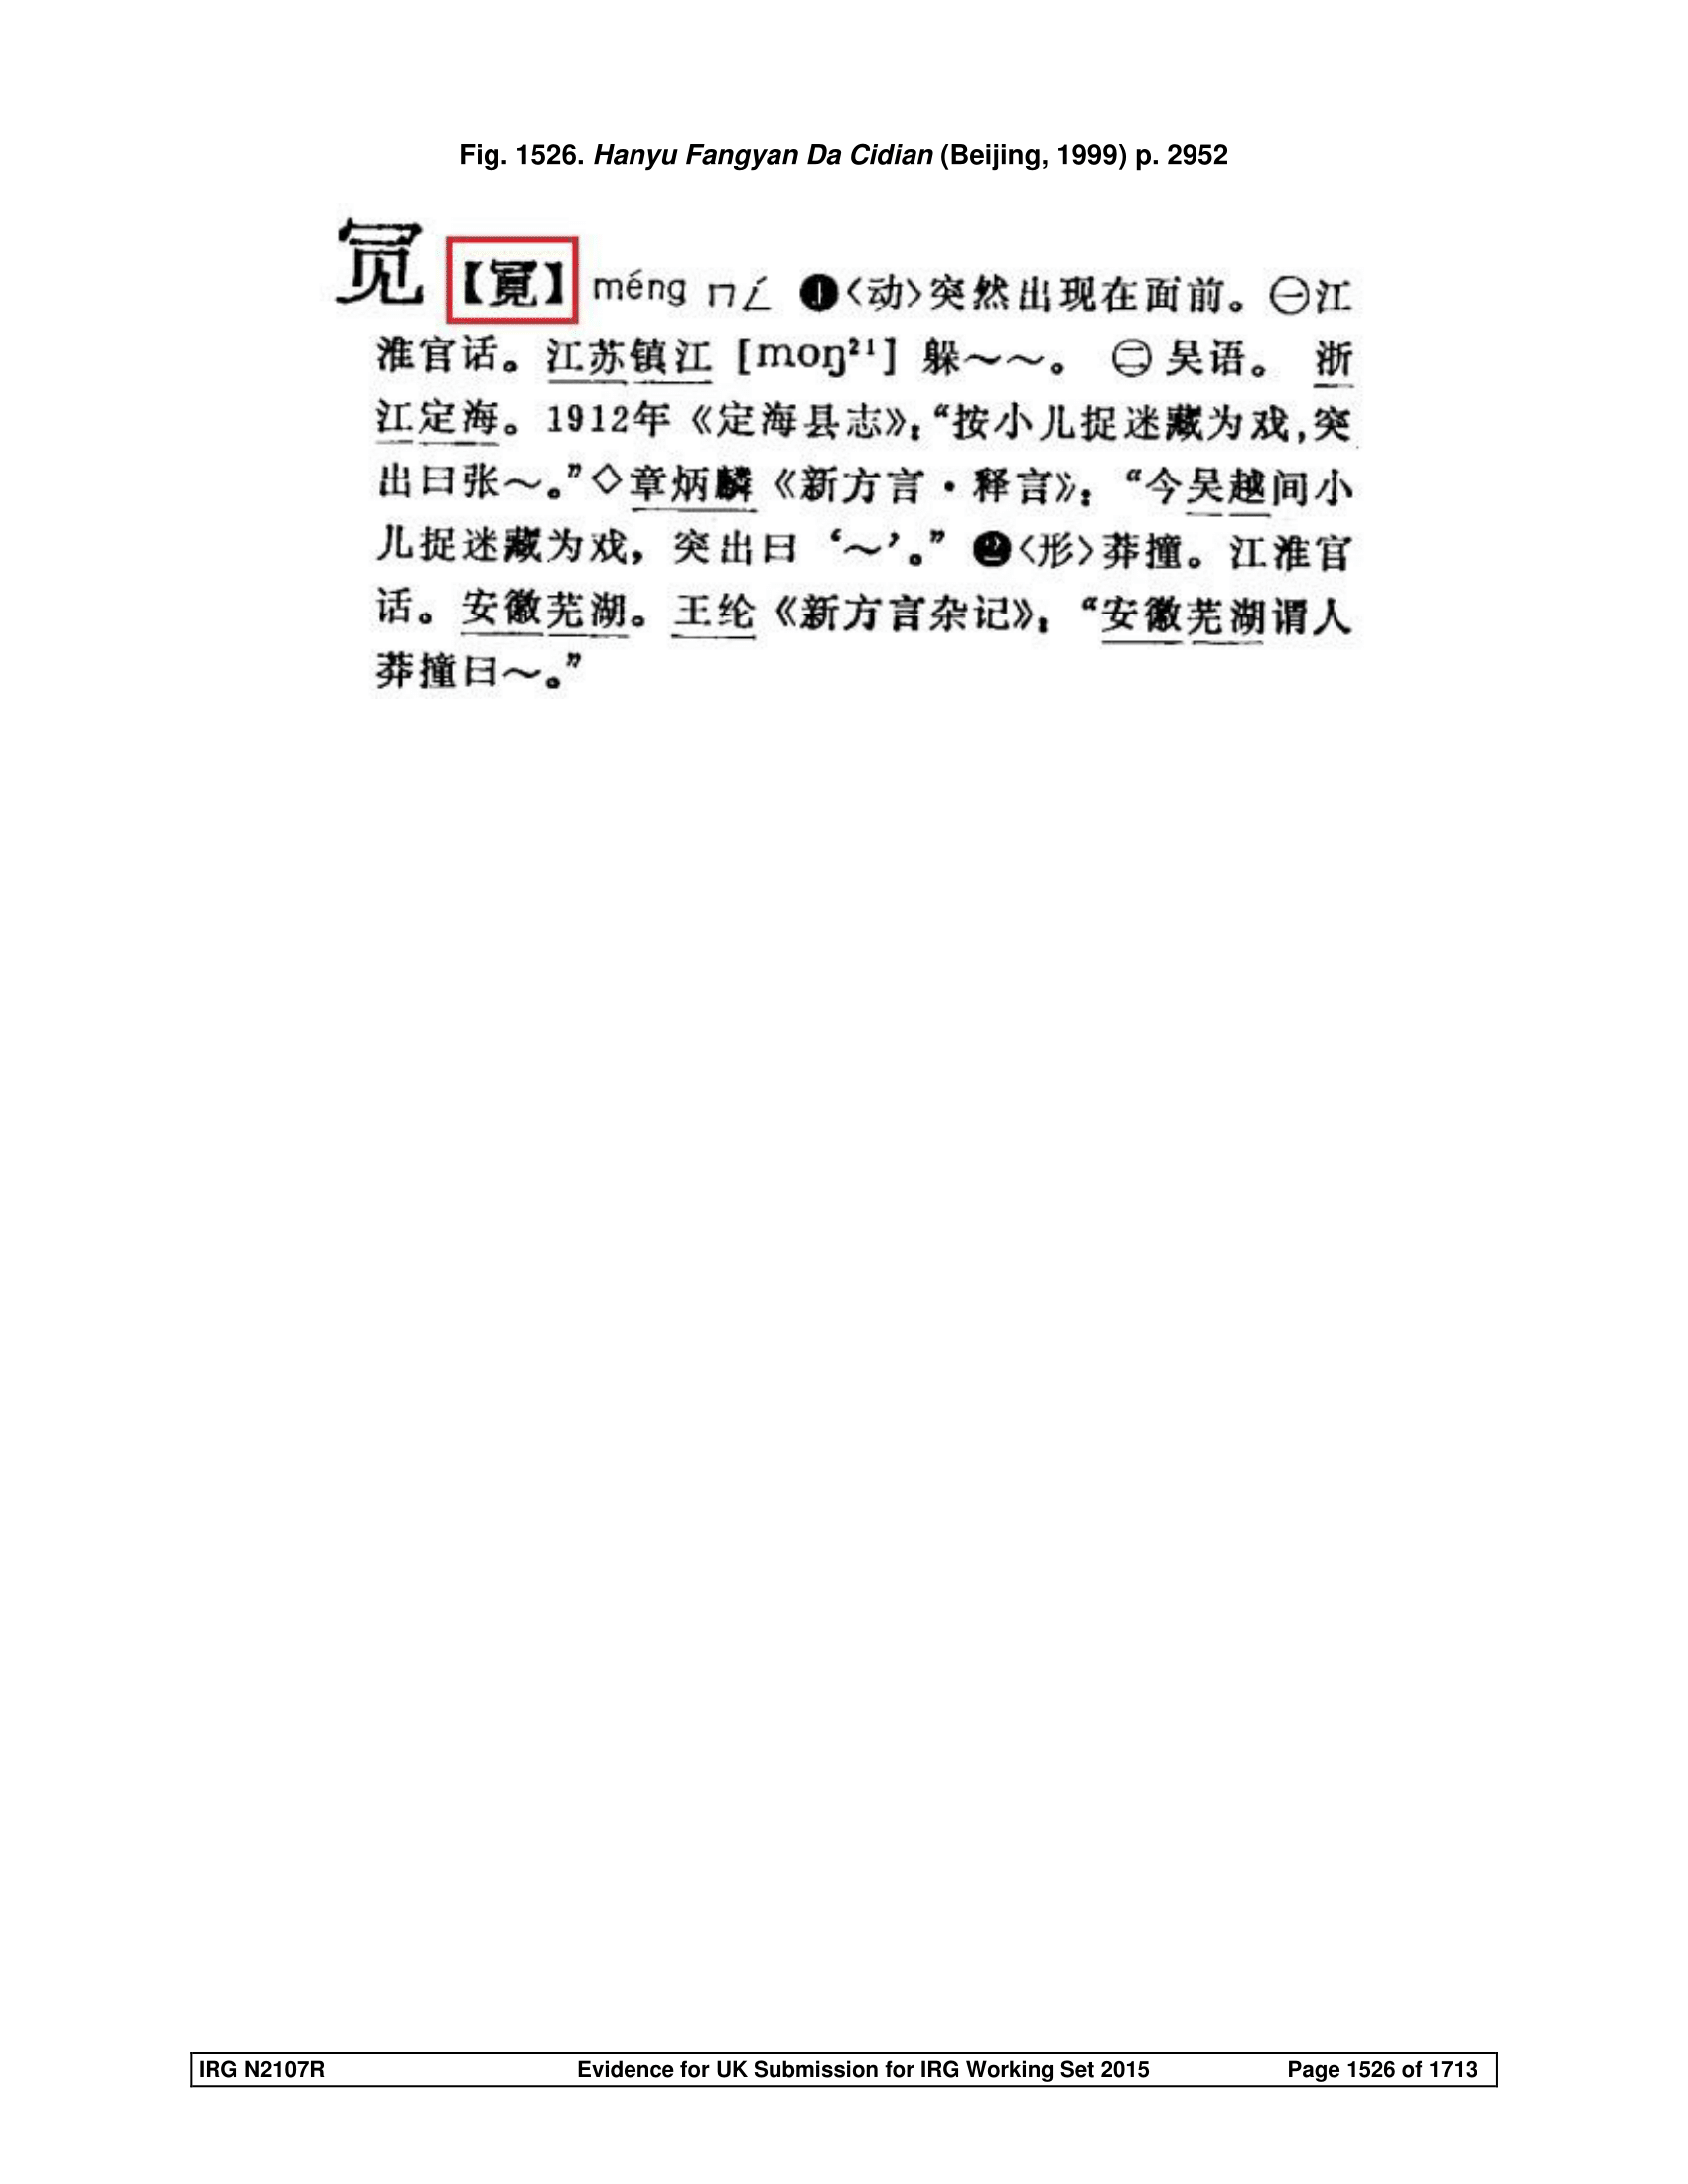 Fig. 1526. Hanyu Fangyan Da Cidian (Beijing, 1999) p. 2952
【】 méng ㄇㄥˊ ❶〈动〉突然出现在面前。㊀江
淮官话。江苏镇江 [moŋ²¹] 躲～～。 ㊁ 吴语。 浙
江定海。1912年《定海县志》：“按小儿捉迷藏为戏,突
出曰张～。”◇章炳麟《新方言·释言》：“今吴越间小
儿捉迷藏为戏，突出曰‘～’。”❷〈形〉莽撞。江淮官
话。安徽芜湖。王纶《新方言杂记》：“安徽芜湖谓人
莽撞曰～。”
IRG N2107R Evidence for UK Submission for IRG Working Set 2015 Page 1526 of 1713